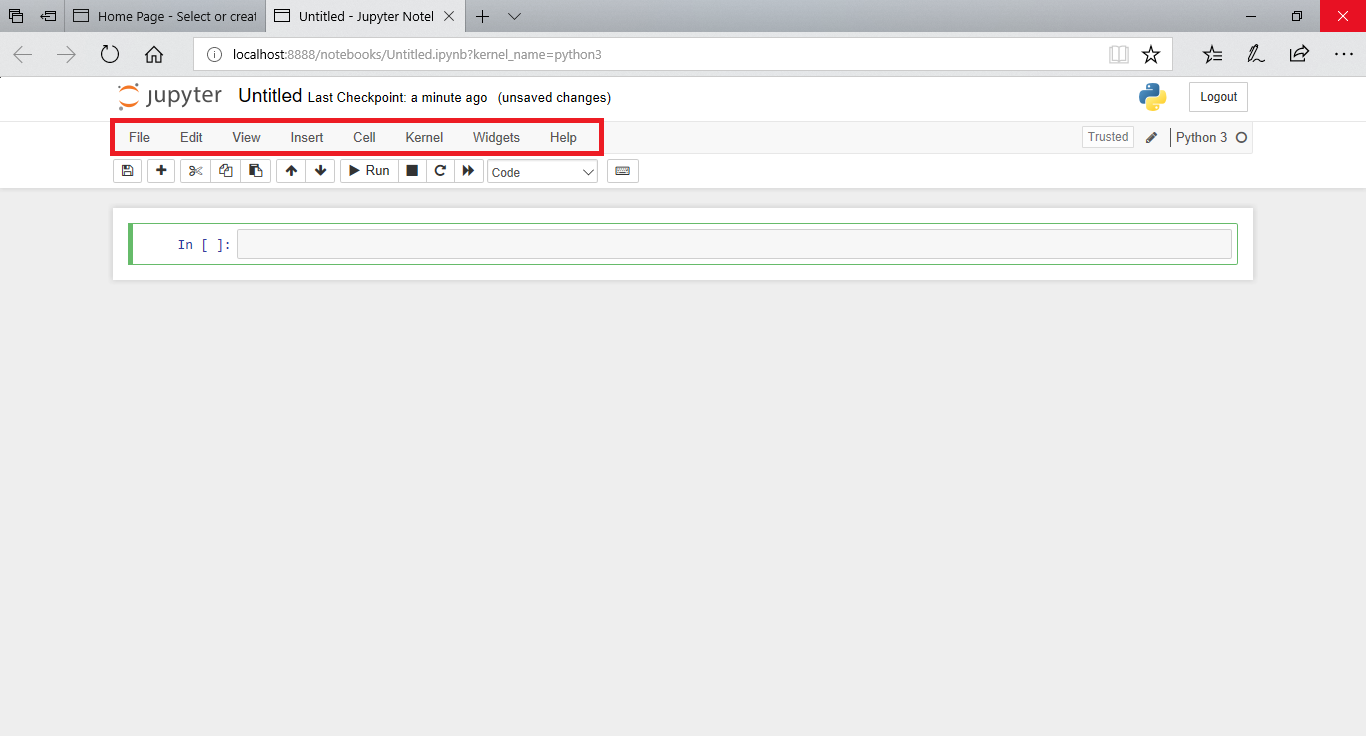 Home Page - Select or creat
Untitled - Jupyter Notel
localhost:8888/notebooks/Untitled.ipynb?kernel_name=python3
jupyter Untitled Last Checkpoint: a minute ago (unsaved changes)
Logout
File Edit View Insert Cell Kernel Widgets Help
Trusted Python 3
Run Code
In [ ]: